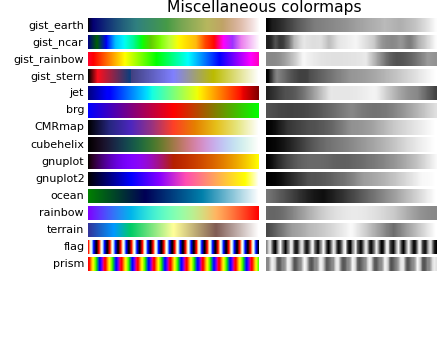 Miscellaneous colormaps
gist_earth
gist_ncar
gist_rainbow
gist_stern
jet
brg
CMRmap
cubehelix
gnuplot
gnuplot2
ocean
rainbow
terrain
flag
prism